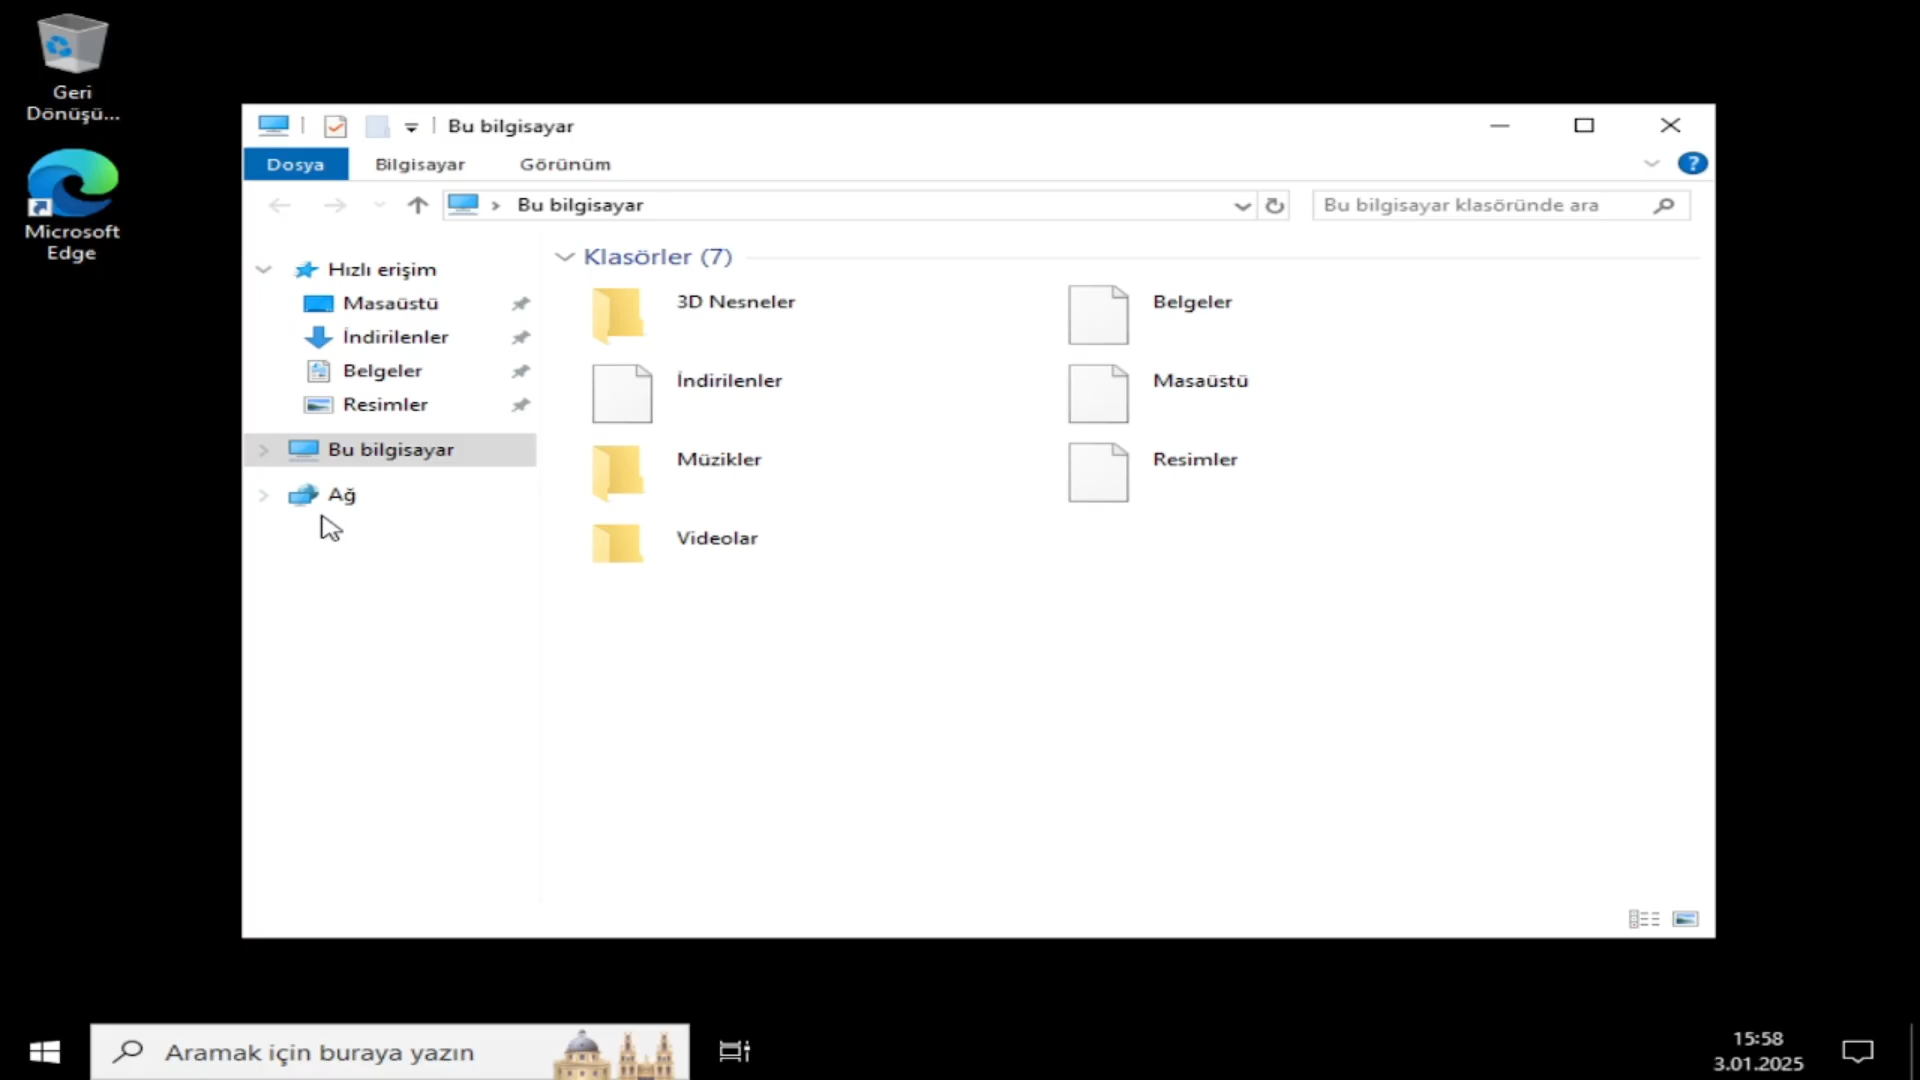 Geri
Dönüşü...
Microsoft
Edge
Bu bilgisayar
Dosya
Bilgisayar
Görünüm
?
Bu bilgisayar
Bu bilgisayar klasöründe ara
Hızlı erişim
Masaüstü
İndirilenler
Belgeler
Resimler
Bu bilgisayar
Ağ
Klasörler (7)
3D Nesneler
Belgeler
İndirilenler
Masaüstü
Müzikler
Resimler
Videolar
Aramak için buraya yazın
15:58
3.01.2025